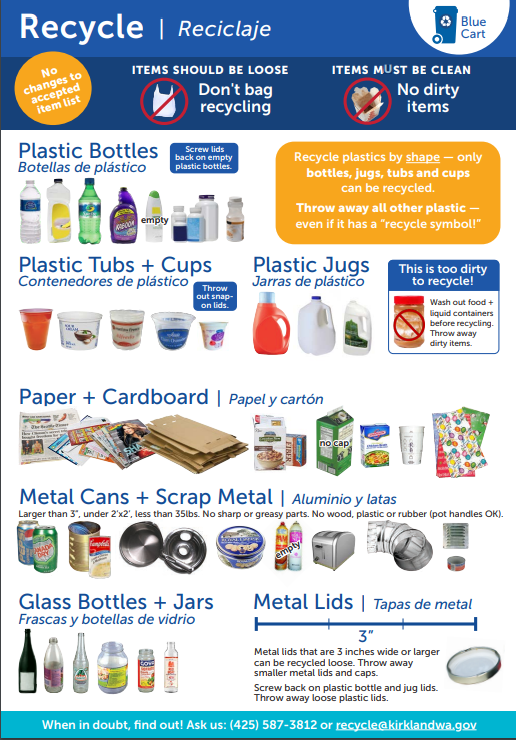 Recycle | Reciclaje
Blue
Cart
No
changes to
accepted
item list
ITEMS SHOULD BE LOOSE
Don't bag
recycling
ITEMS MUST BE CLEAN
No dirty
items
Plastic Bottles
Botellas de plástico
Screw lids
back on empty
plastic bottles.
empty
Recycle plastics by shape — only
bottles, jugs, tubs and cups
can be recycled.
Throw away all other plastic —
even if it has a "recycle symbol!"
Plastic Tubs + Cups
Contenedores de plástico
Throw
out snap-
on lids.
Plastic Jugs
Jarras de plástico
This is too dirty
to recycle!
Wash out food +
liquid containers
before recycling.
Throw away
dirty items.
Paper + Cardboard | Papel y cartón
no cap
Metal Cans + Scrap Metal | Aluminio y latas
Larger than 3", under 2'x2', less than 35lbs. No sharp or greasy parts. No wood, plastic or rubber (pot handles OK).
CANADA
DRY
Campbell's
empty
Glass Bottles + Jars
Frascas y botellas de vidrio
Metal Lids | Tapas de metal
3"
Metal lids that are 3 inches wide or larger
can be recycled loose. Throw away
smaller metal lids and caps.
Screw back on plastic bottle and jug lids.
Throw away loose plastic lids.
When in doubt, find out! Ask us: (425) 587-3812 or recycle@kirklandwa.gov